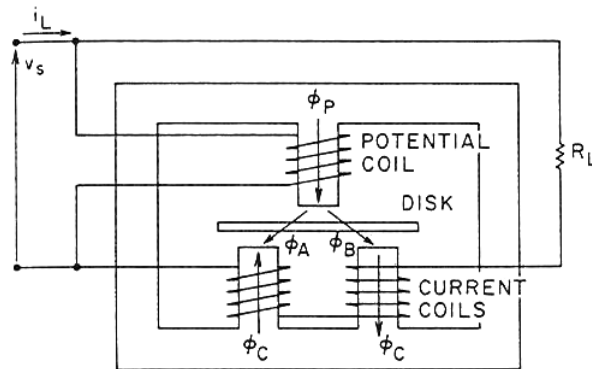 i_L
v_s
ϕ_P
POTENTIAL
COIL
R_L
DISK
ϕ_A
ϕ_B
CURRENT
COILS
ϕ_C
ϕ_C